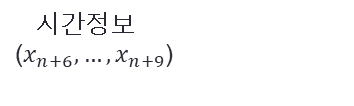 시간정보
(x_{n+6}, ..., x_{n+9})